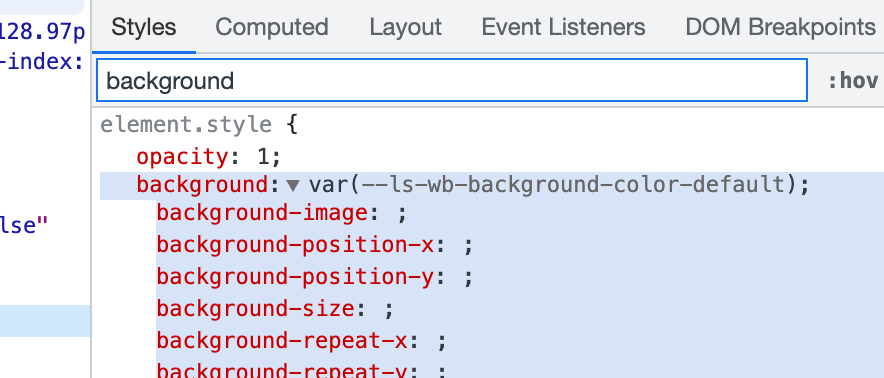 Styles Computed Layout Event Listeners DOM Breakpoints
128.97p
-index:
background :hov
element.style {
opacity: 1;
background:▼ var(--ls-wb-background-color-default);
background-image: ;
lse"
background-position-x: ;
background-position-y: ;
background-size: ;
background-repeat-x: ;
background-repeat-y: ;